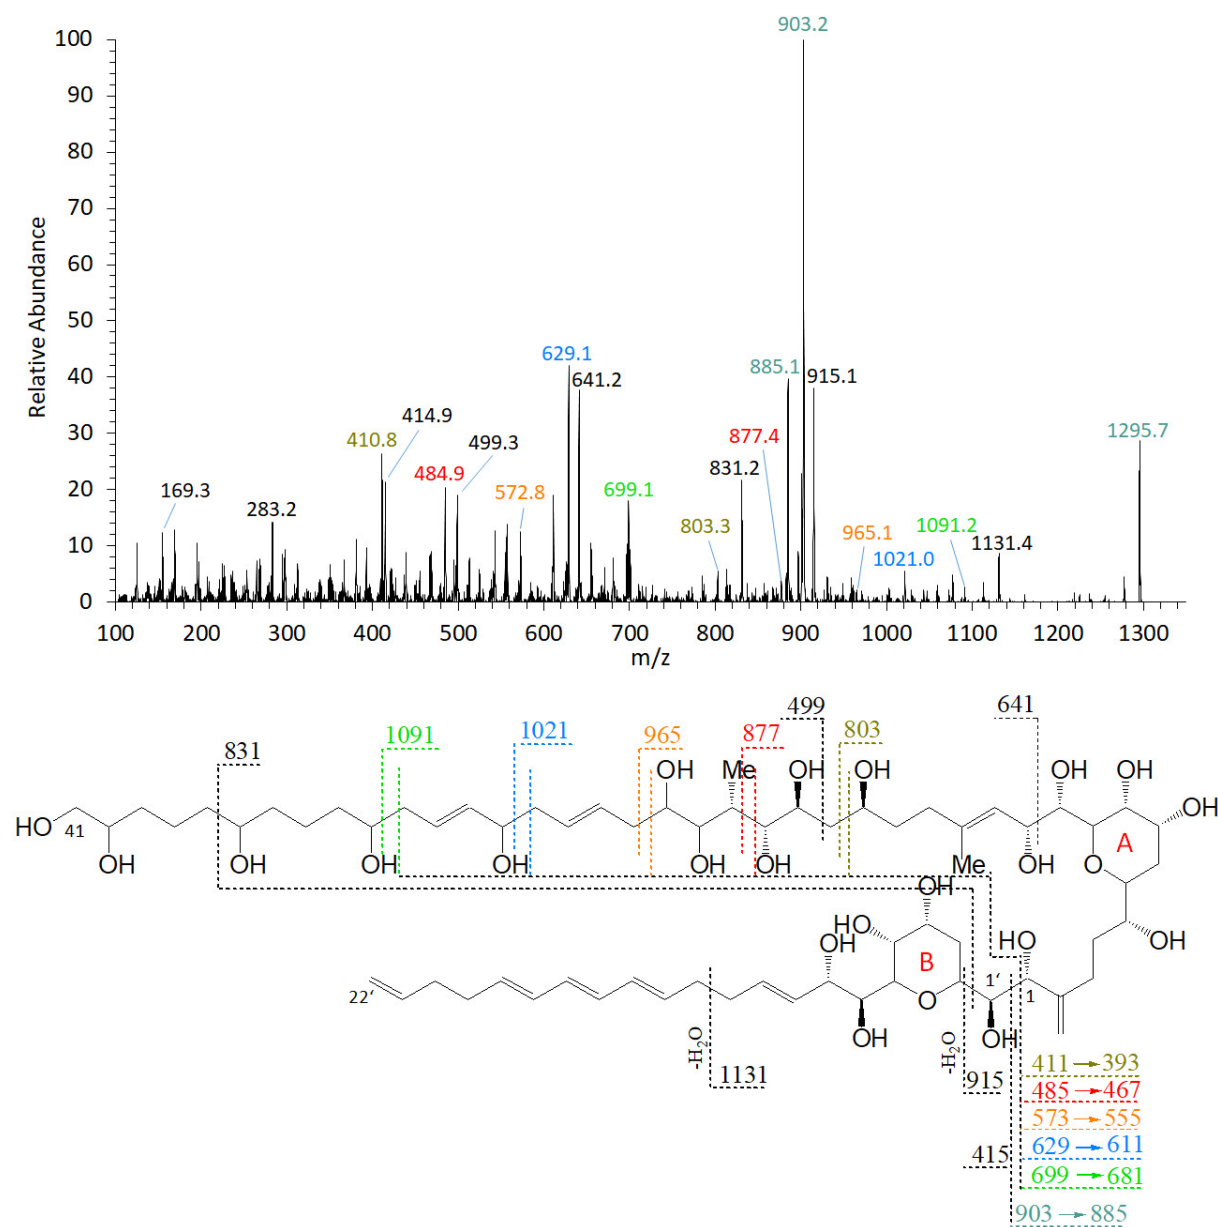 903.2
100
90
80
70
60
50
40
30
20
10
0
Relative Abundance
629.1
641.2
885.1
915.1
414.9
410.8
499.3
484.9
877.4
831.2
1295.7
169.3
283.2
572.8
699.1
803.3
965.1
1091.2
1021.0
1131.4
100 200 300 400 500 600 700 800 900 1000 1100 1200 1300
m/z
499
641
831
1091
1021
965
877
803
OH Me OH OH OH OH
OH
HO 41
A
OH OH OH OH OH OH Me OH O
OH
HO OH HO OH
B
22'
1'
1
O
OH OH
-H2O
-H2O
1131
915
411 → 393
485 → 467
573 → 555
415
629 → 611
699 → 681
903 → 885